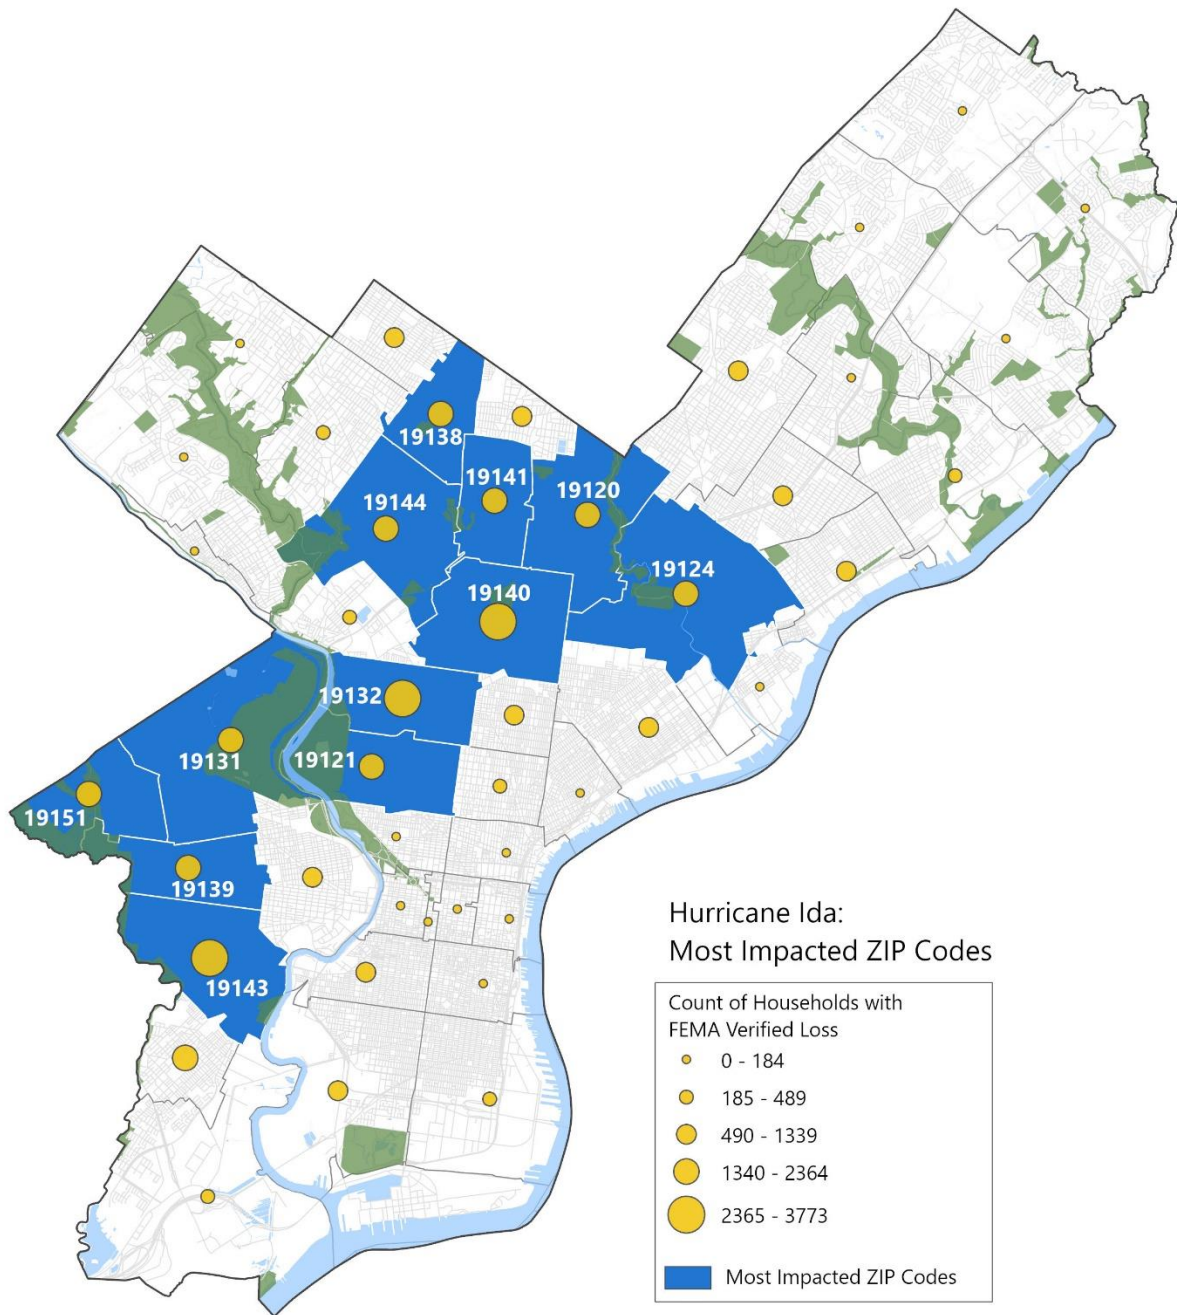 19138
19141
19120
19144
19124
19140
19132
19131
19121
19151
19139
19143
Hurricane Ida:
Most Impacted ZIP Codes
Count of Households with
FEMA Verified Loss
0 - 184
185 - 489
490 - 1339
1340 - 2364
2365 - 3773
Most Impacted ZIP Codes